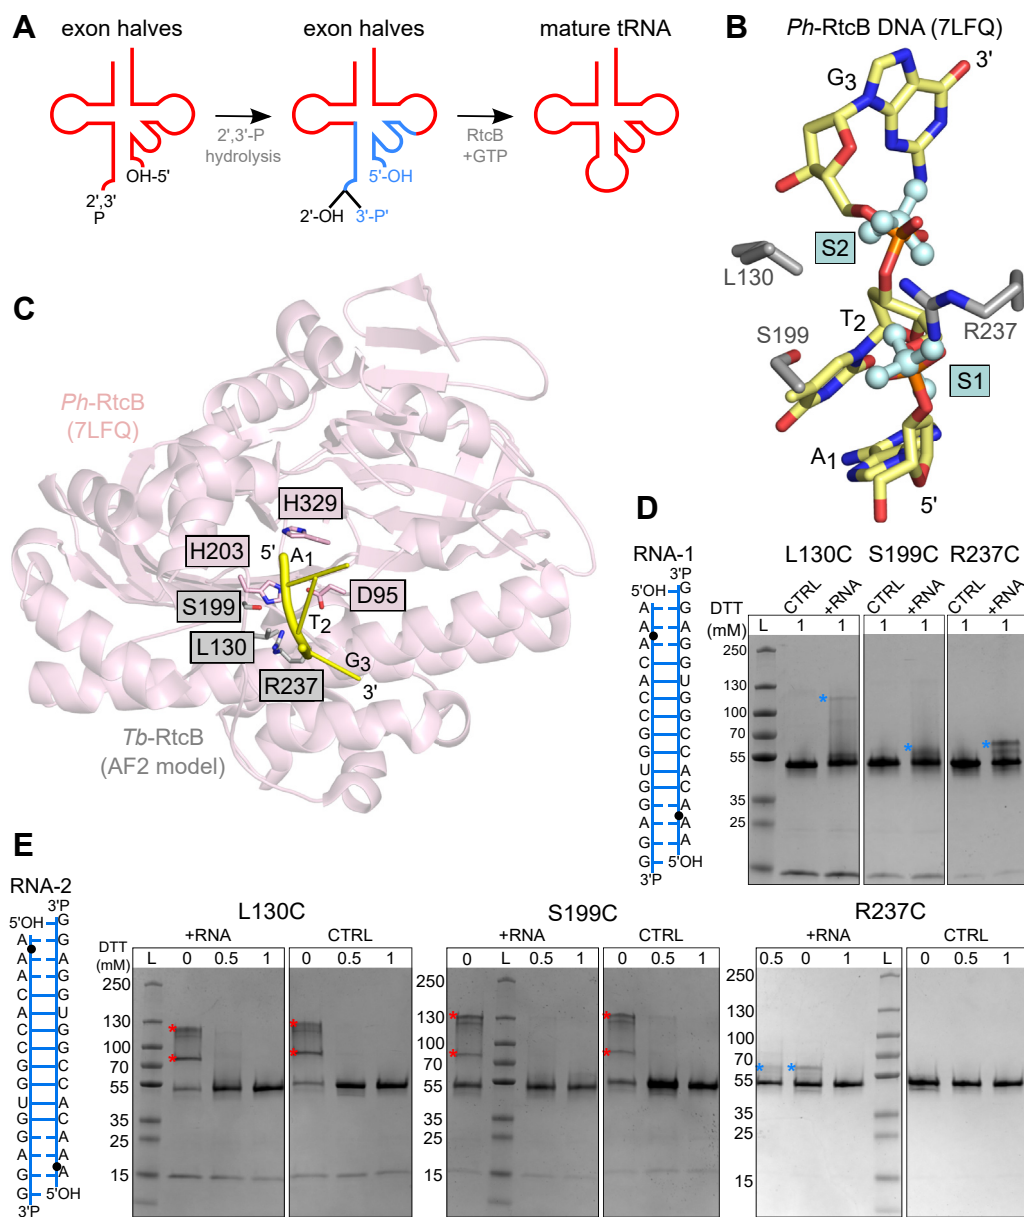 A
exon halves
exon halves
mature tRNA
2',3'-P
hydrolysis
RtcB
+GTP
OH-5'
2',3'
P
5'-OH
2'-OH
3'-P'
B
Ph-RtcB DNA (7LFQ)
3'
G3
S2
L130
T2
R237
S199
S1
A1
5'
C
Ph-RtcB
(7LFQ)
H329
H203
5'
A1
S199
D95
T2
L130
G3
R237
3'
Tb-RtcB
(AF2 model)
D
RNA-1
L130C
S199C
R237C
CTRL
+RNA
CTRL
+RNA
CTRL
+RNA
DTT
(mM)
L
1
1
1
1
1
1
250
130
100
70
55
35
25
*
*
*
3'P
5'OH
G
A
G
A
A
A
G
C
G
A
U
C
G
C
G
G
C
G
C
U
A
G
C
G
A
A
A
G
A
G
5'OH
3'P
E
RNA-2
3'P
5'OH
G
A
G
A
A
A
G
C
G
A
U
C
G
C
G
G
C
G
C
U
A
G
C
G
A
A
A
G
G
5'OH
3'P
L130C
+RNA
CTRL
DTT
(mM)
L
0
0.5
1
0
0.5
1
250
130
100
70
55
35
25
15
*
*
*
*
S199C
+RNA
CTRL
0
L
0.5
1
0
0.5
1
250
130
100
70
55
35
25
15
*
*
*
*
R237C
+RNA
CTRL
0.5
0
1
L
0
0.5
1
250
130
100
70
55
35
25
15
*
*